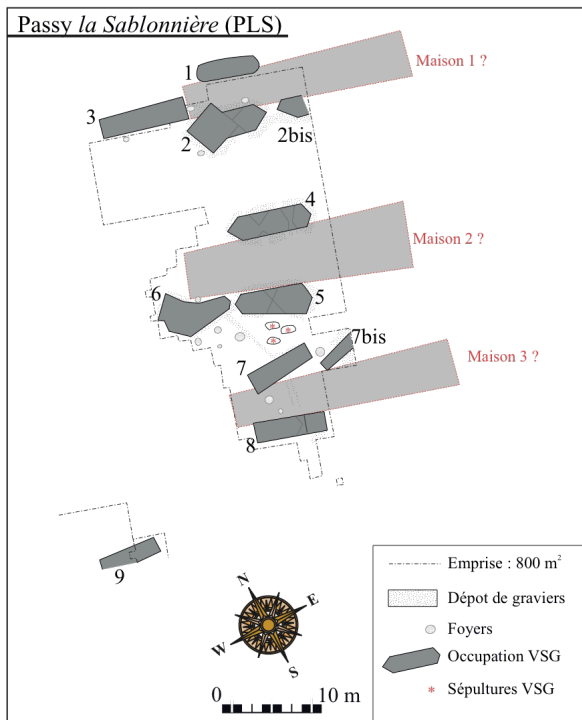 Passy la Sablonnière (PLS)
Maison 1 ?
1
3
2
2bis
4
Maison 2 ?
6
5
7bis
7
Maison 3 ?
8
9
N
E
W
S
0 10 m
Emprise : 800 m²
Dépot de graviers
Foyers
Occupation VSG
* Sépultures VSG